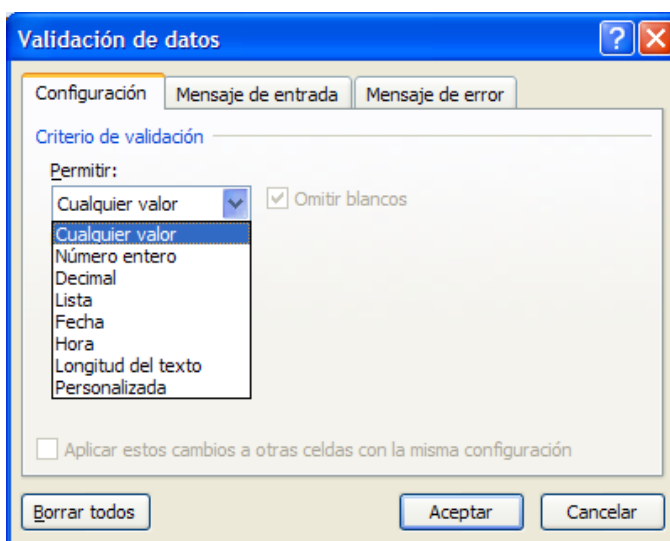 Validación de datos
Configuración Mensaje de entrada Mensaje de error
Criterio de validación
Permitir:
Cualquier valor Omitir blancos
Cualquier valor
Número entero
Decimal
Lista
Fecha
Hora
Longitud del texto
Personalizada
Aplicar estos cambios a otras celdas con la misma configuración
Borrar todos Aceptar Cancelar